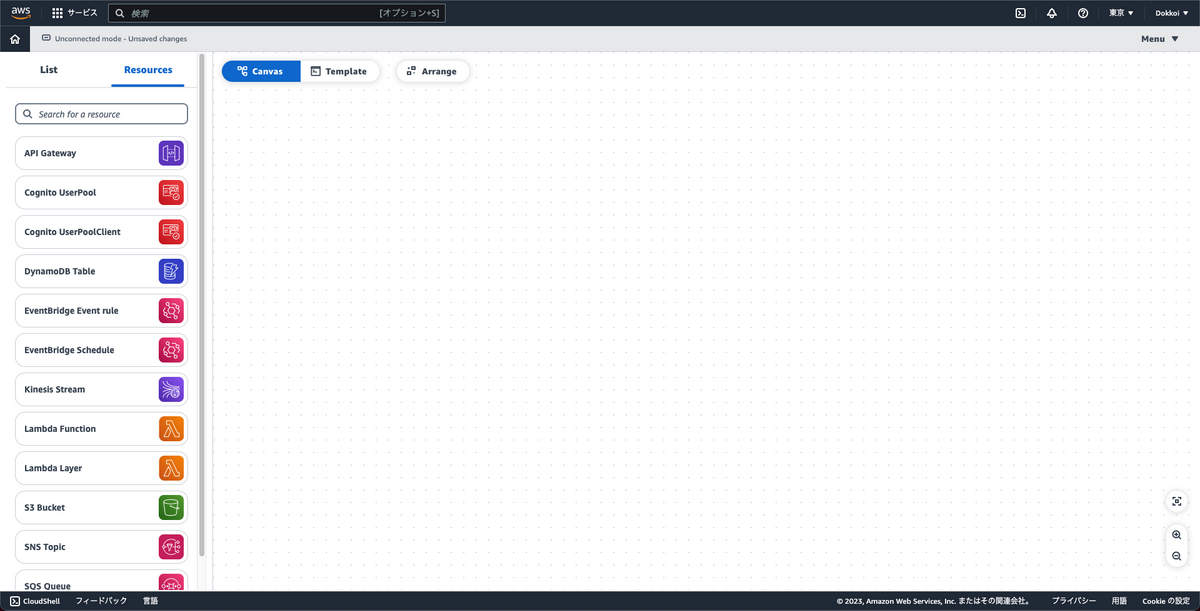 aws
サービス
検索
[オプション+S]
東京 ▼
Dokkoi ▼
Unconnected mode - Unsaved changes
Menu ▼
List
Resources
Canvas
Template
Arrange
Search for a resource
API Gateway
Cognito UserPool
Cognito UserPoolClient
DynamoDB Table
EventBridge Event rule
EventBridge Schedule
Kinesis Stream
Lambda Function
Lambda Layer
S3 Bucket
SNS Topic
SQS Queue
CloudShell
フィードバック
言語
© 2023, Amazon Web Services, Inc. またはその関連会社。
プライバシー
用語
Cookie の設定